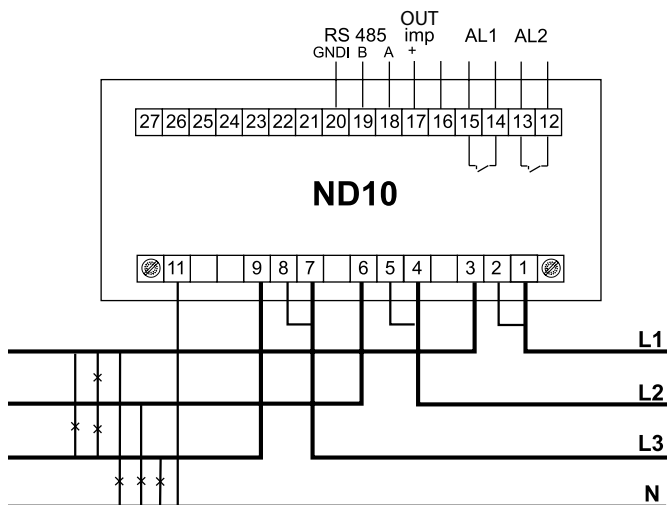 OUT
RS 485 imp AL1 AL2
GNDI B A +
27 26 25 24 23 22 21 20 19 18 17 16 15 14 13 12
ND10
11 9 8 7 6 5 4 3 2 1
L1
L2
L3
N